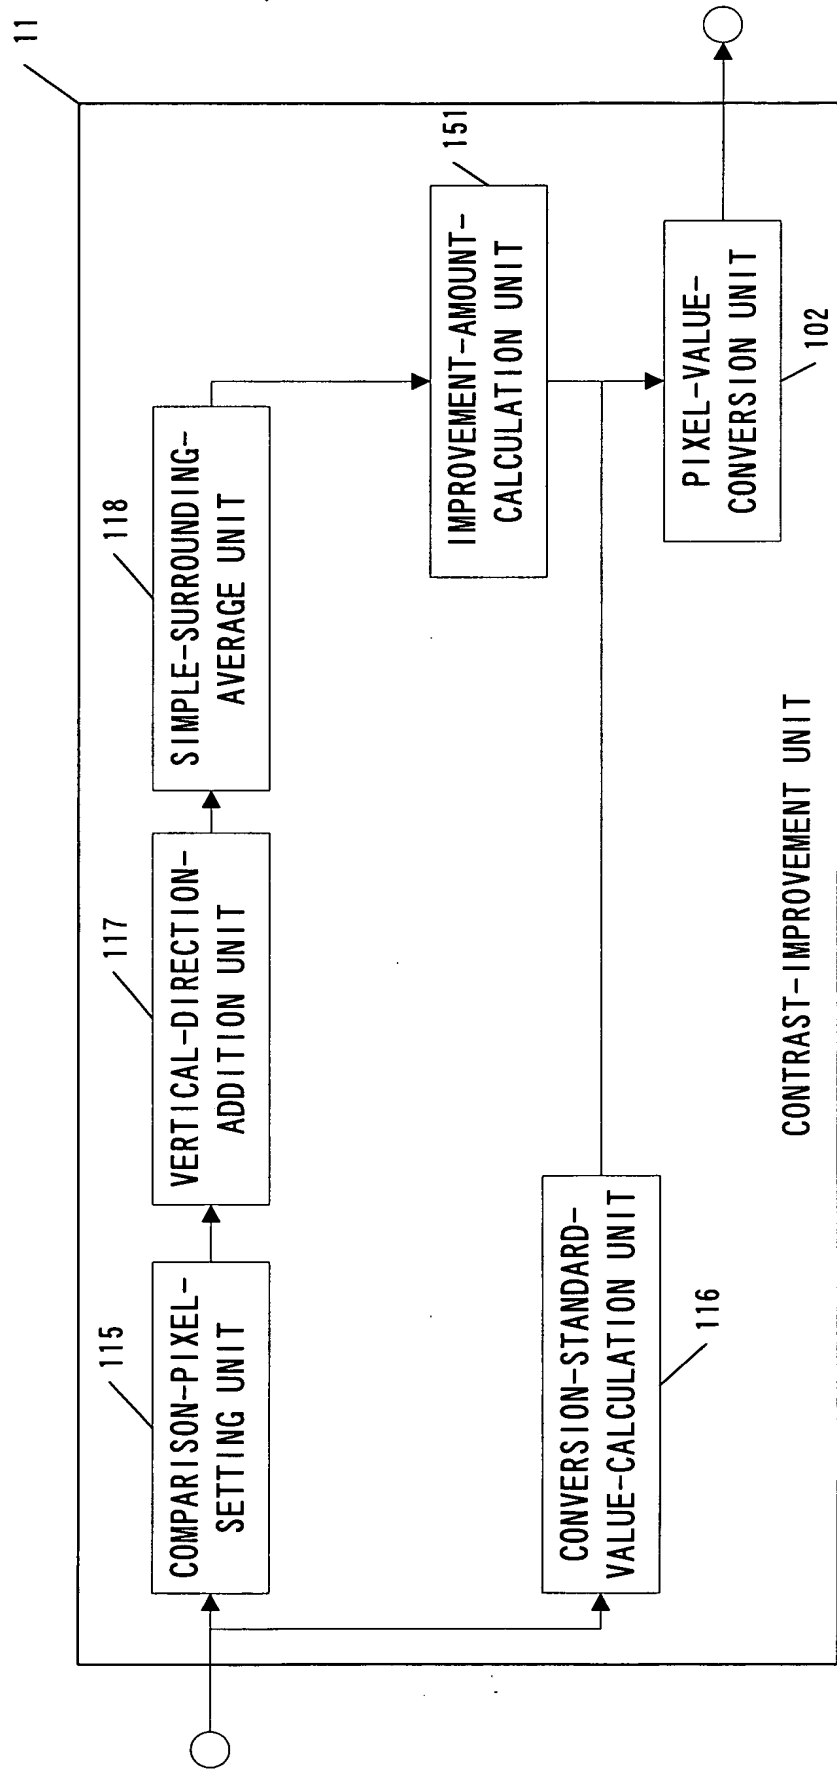 11
115
COMPARISON-PIXEL-
SETTING UNIT
117
VERTICAL-DIRECTION-
ADDITION UNIT
118
SIMPLE-SURROUNDING-
AVERAGE UNIT
151
IMPROVEMENT-AMOUNT-
CALCULATION UNIT
CONVERSION-STANDARD-
VALUE-CALCULATION UNIT
116
PIXEL-VALUE-
CONVERSION UNIT
102
CONTRAST-IMPROVEMENT UNIT